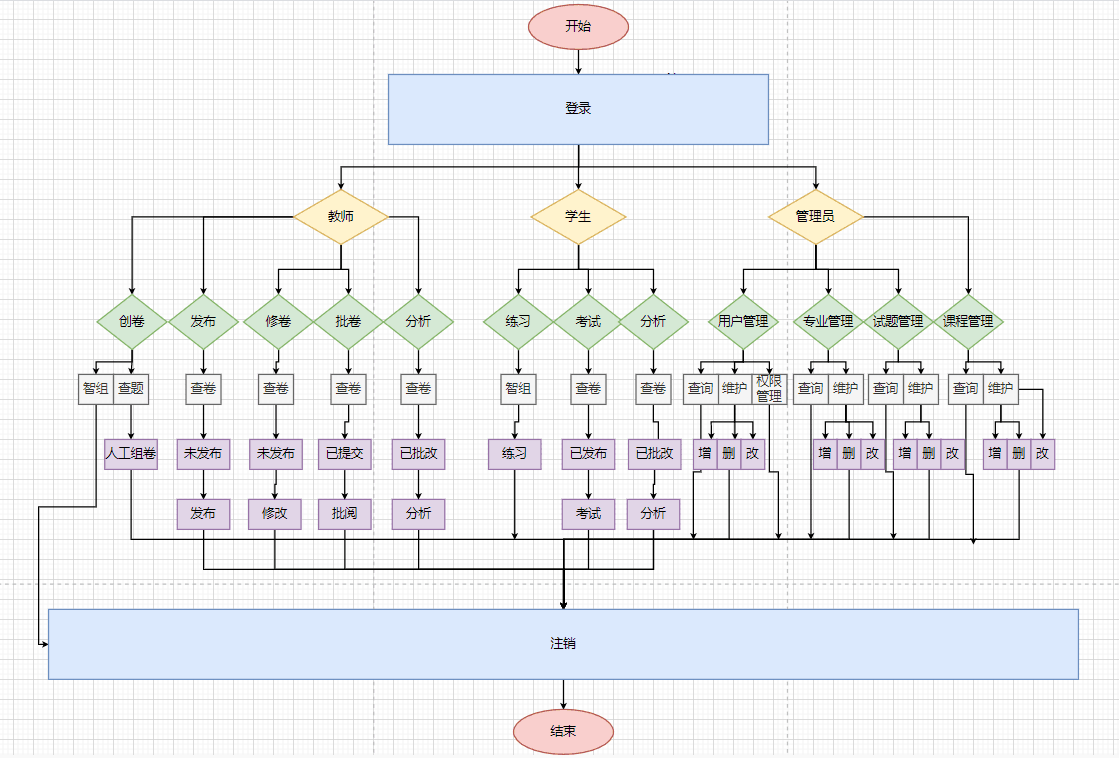 开始
登录
教师
学生
管理员
创卷
发布
修卷
批卷
分析
练习
考试
分析
用户管理
专业管理
试题管理
课程管理
智组
查题
查卷
查卷
查卷
查卷
智组
查卷
查卷
查询
维护
权限
管理
查询
维护
查询
维护
查询
维护
人工组卷
未发布
未发布
已提交
已批改
练习
已发布
已批改
增
删
改
增
删
改
增
删
改
增
删
改
发布
修改
批阅
分析
考试
分析
注销
结束